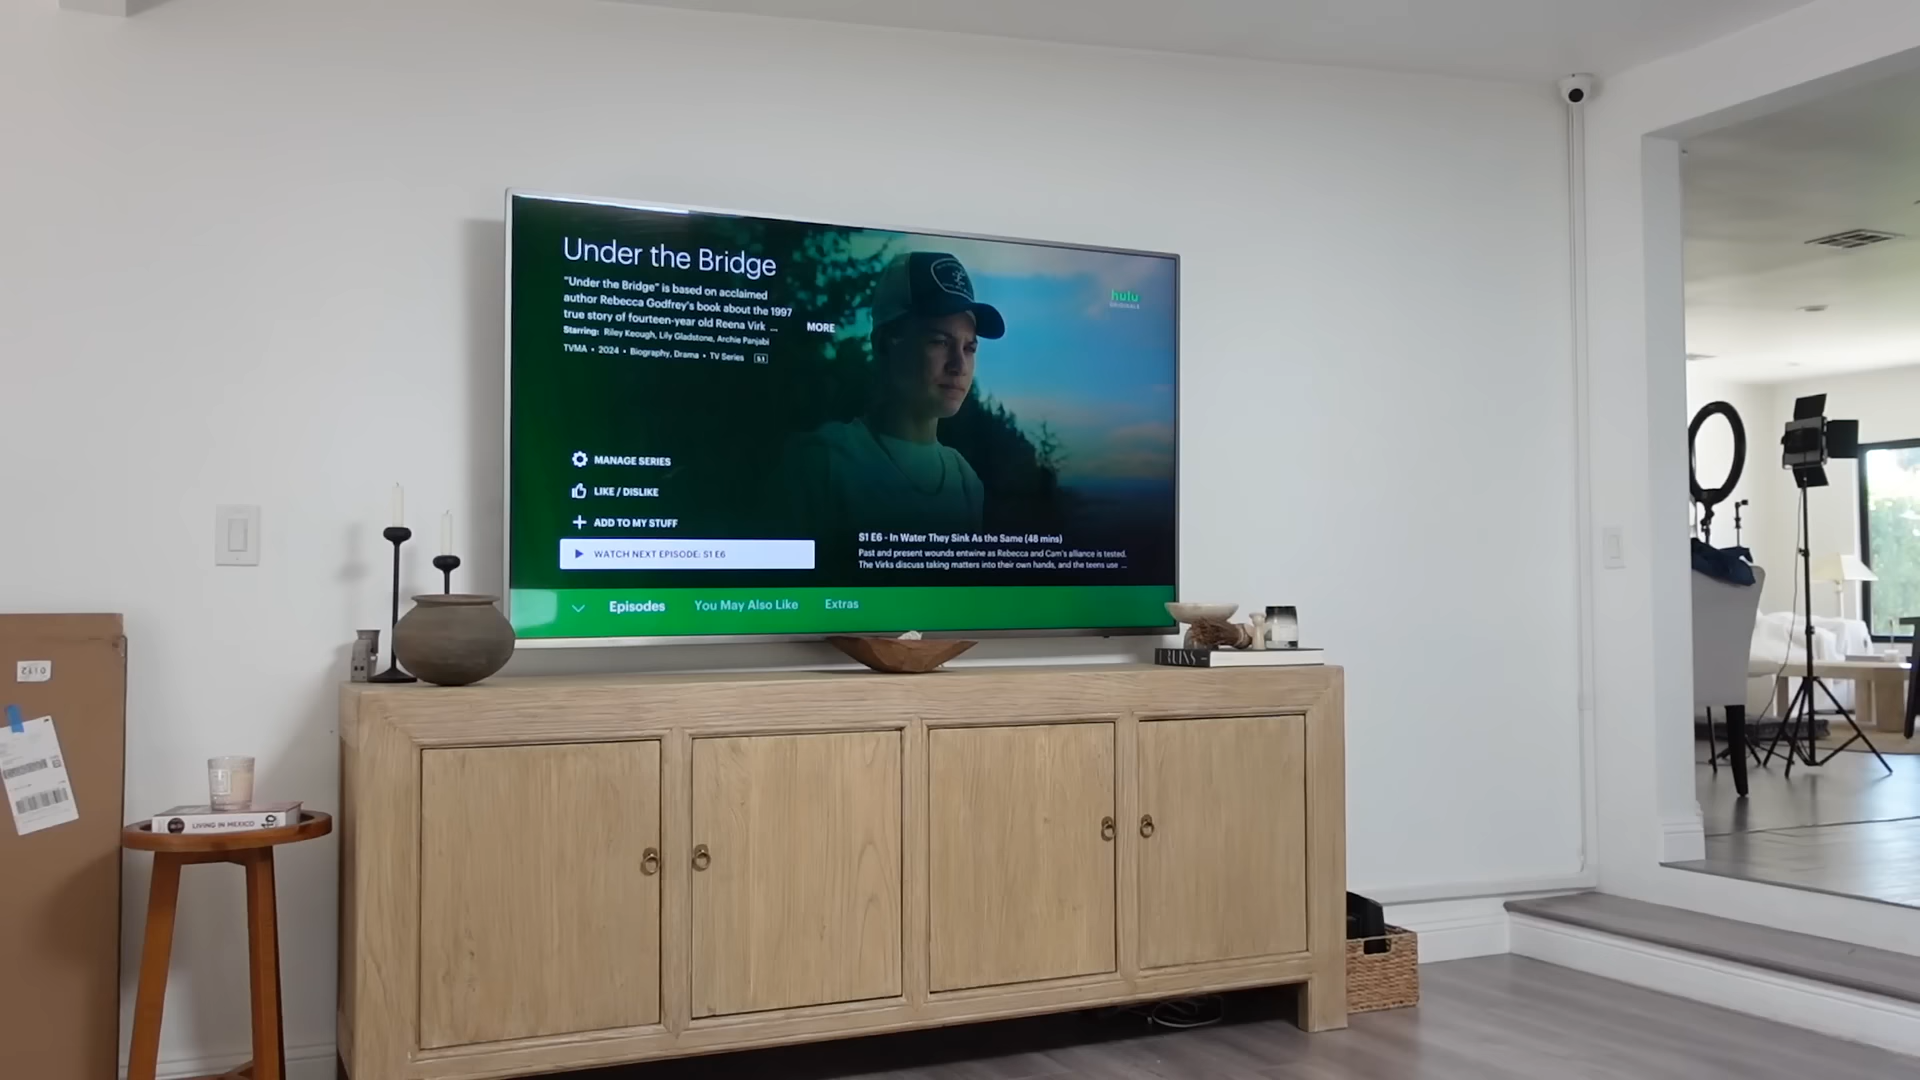 Under the Bridge
"Under the Bridge" is based on acclaimed
author Rebecca Godfrey's book about the 1997
true story of fourteen-year old Reena Virk ...
MORE
Starring: Riley Keough, Lily Gladstone, Archie Panjabi
TVMA • 2024 • Biography, Drama • TV Series 5.1
hulu
ORIGINALS
MANAGE SERIES
LIKE / DISLIKE
ADD TO MY STUFF
WATCH NEXT EPISODE: S1 E6
S1 E6 - In Water They Sink As the Same (48 mins)
Past and present wounds entwine as Rebecca and Cam's alliance is tested.
The Virks discuss taking matters into their own hands, and the teens use ...
Episodes
You May Also Like
Extras
LIVING IN MEXICO